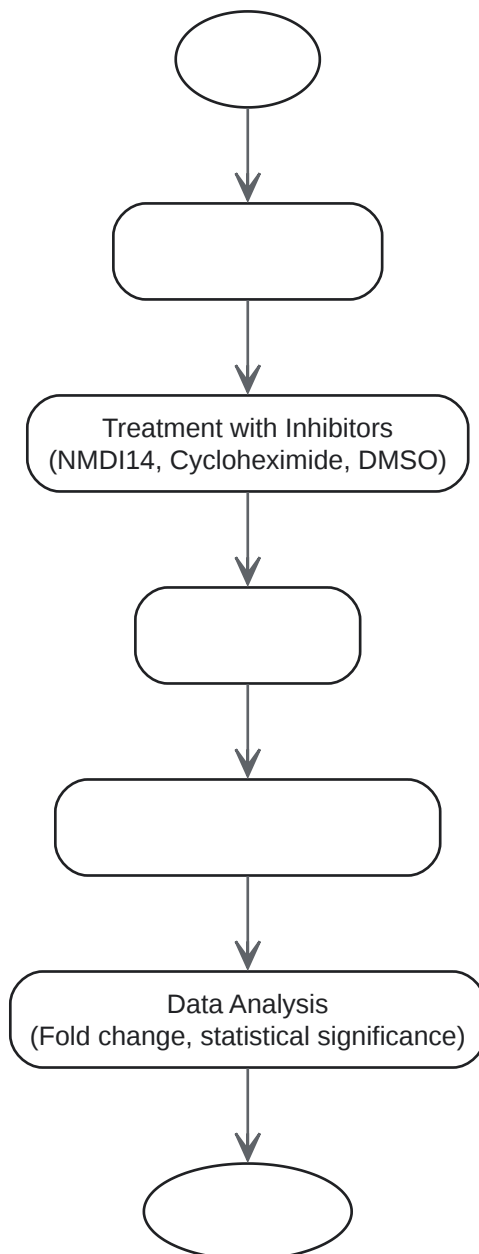 Treatment with Inhibitors
(NMDI14, Cycloheximide, DMSO)
Data Analysis
(Fold change, statistical significance)